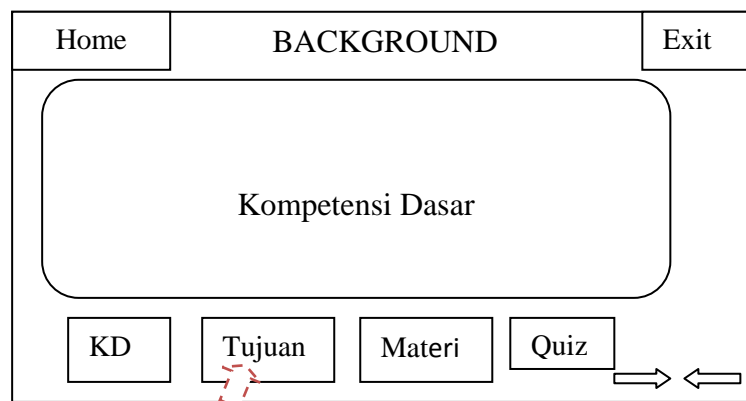 Home BACKGROUND Exit
Kompetensi Dasar
KD Tujuan Materi Quiz